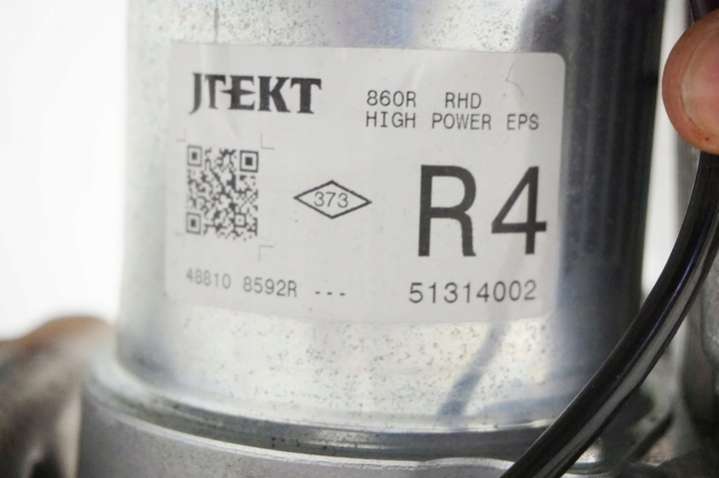 JTEKT
860R RHD
HIGH POWER EPS
373
R4
48810 8592R ---
51314002